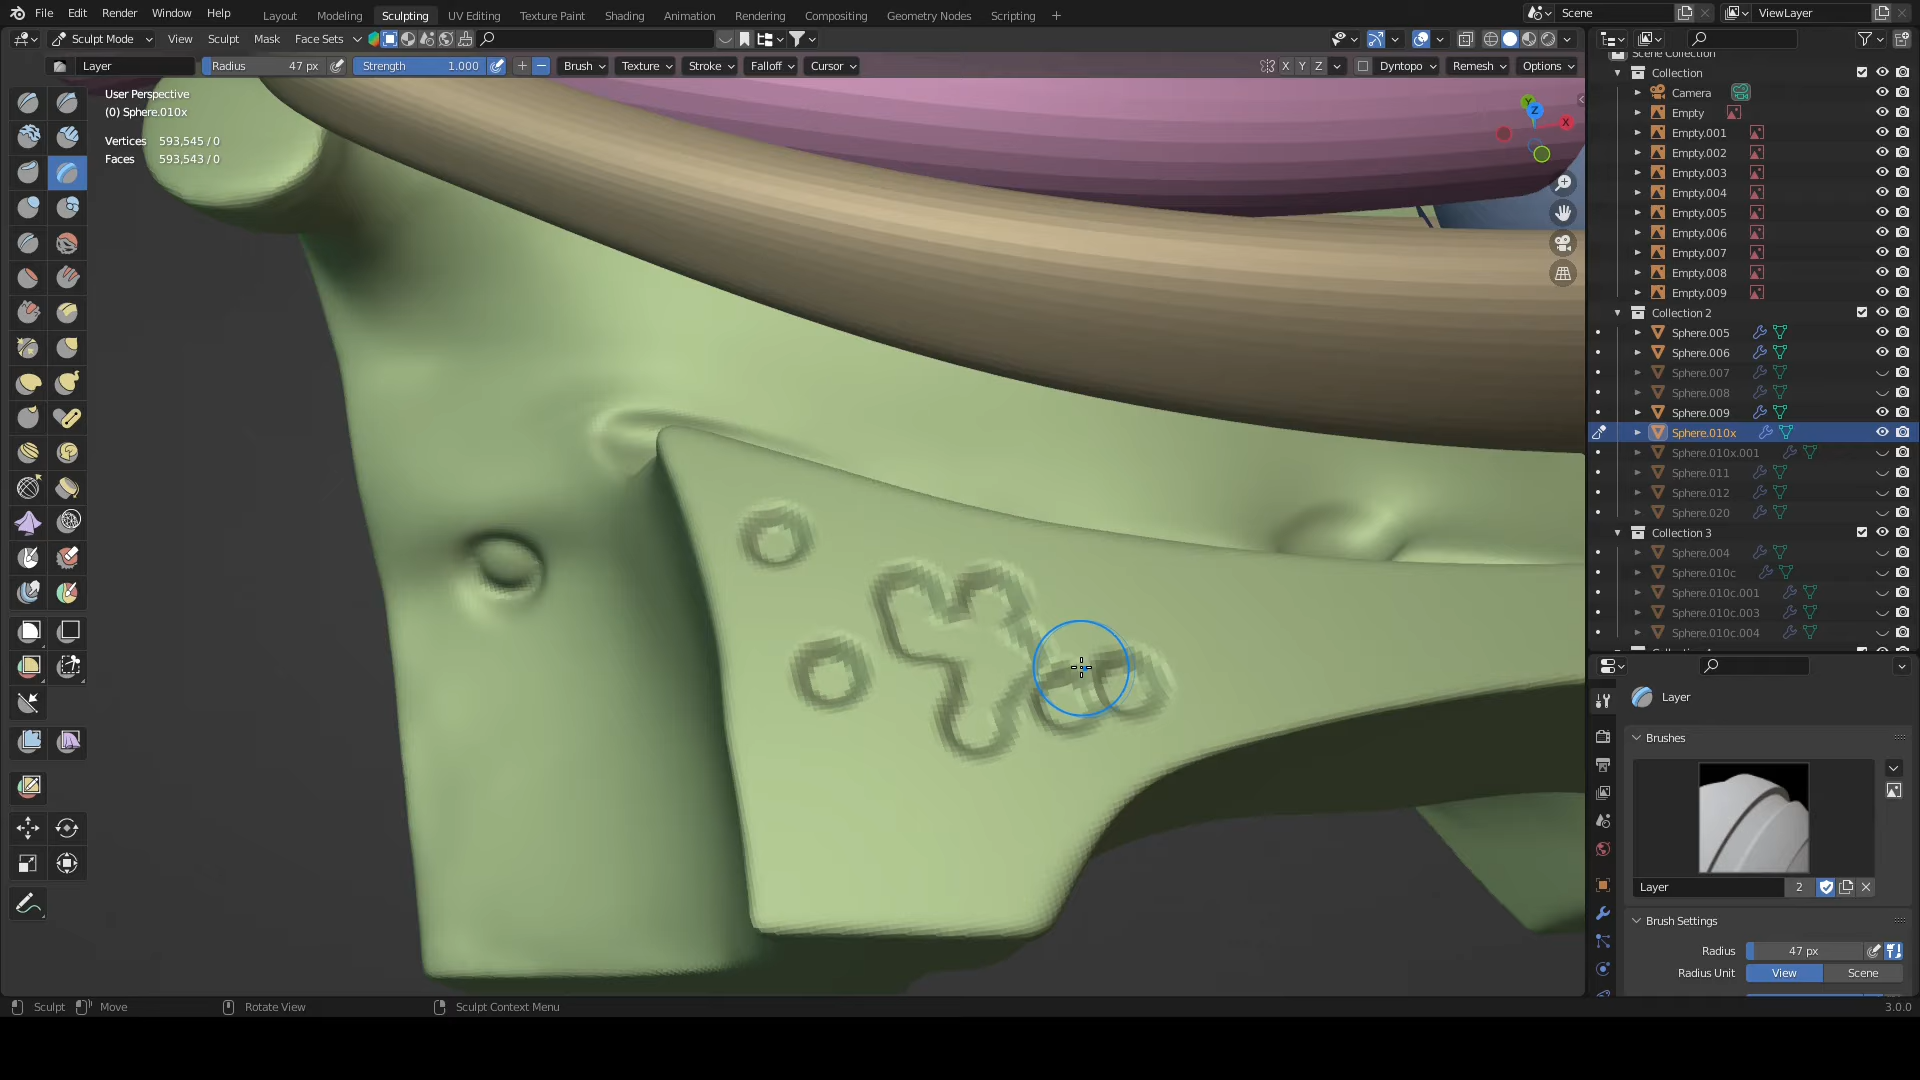 File Edit Render Window Help
Layout Modeling Sculpting UV Editing Texture Paint Shading Animation Rendering Compositing Geometry Nodes Scripting +
Scene
ViewLayer
Sculpt Mode View Sculpt Mask Face Sets
Layer
Radius 47 px
Strength 1.000
Brush Texture Stroke Falloff Cursor
X Y Z
Dyntopo Remesh Options
User Perspective
(0) Sphere.010x
Vertices 593,545 / 0
Faces 593,543 / 0
Y
Z
X
Scene Collection
Collection
Camera
Empty
Empty.001
Empty.002
Empty.003
Empty.004
Empty.005
Empty.006
Empty.007
Empty.008
Empty.009
Collection 2
Sphere.005
Sphere.006
Sphere.007
Sphere.008
Sphere.009
Sphere.010x
Sphere.010x.001
Sphere.011
Sphere.012
Sphere.020
Collection 3
Sphere.004
Sphere.010c
Sphere.010c.001
Sphere.010c.003
Sphere.010c.004
Layer
Brushes
Layer 2
Brush Settings
Radius 47 px
Radius Unit View Scene
Sculpt Move Rotate View Sculpt Context Menu
3.0.0